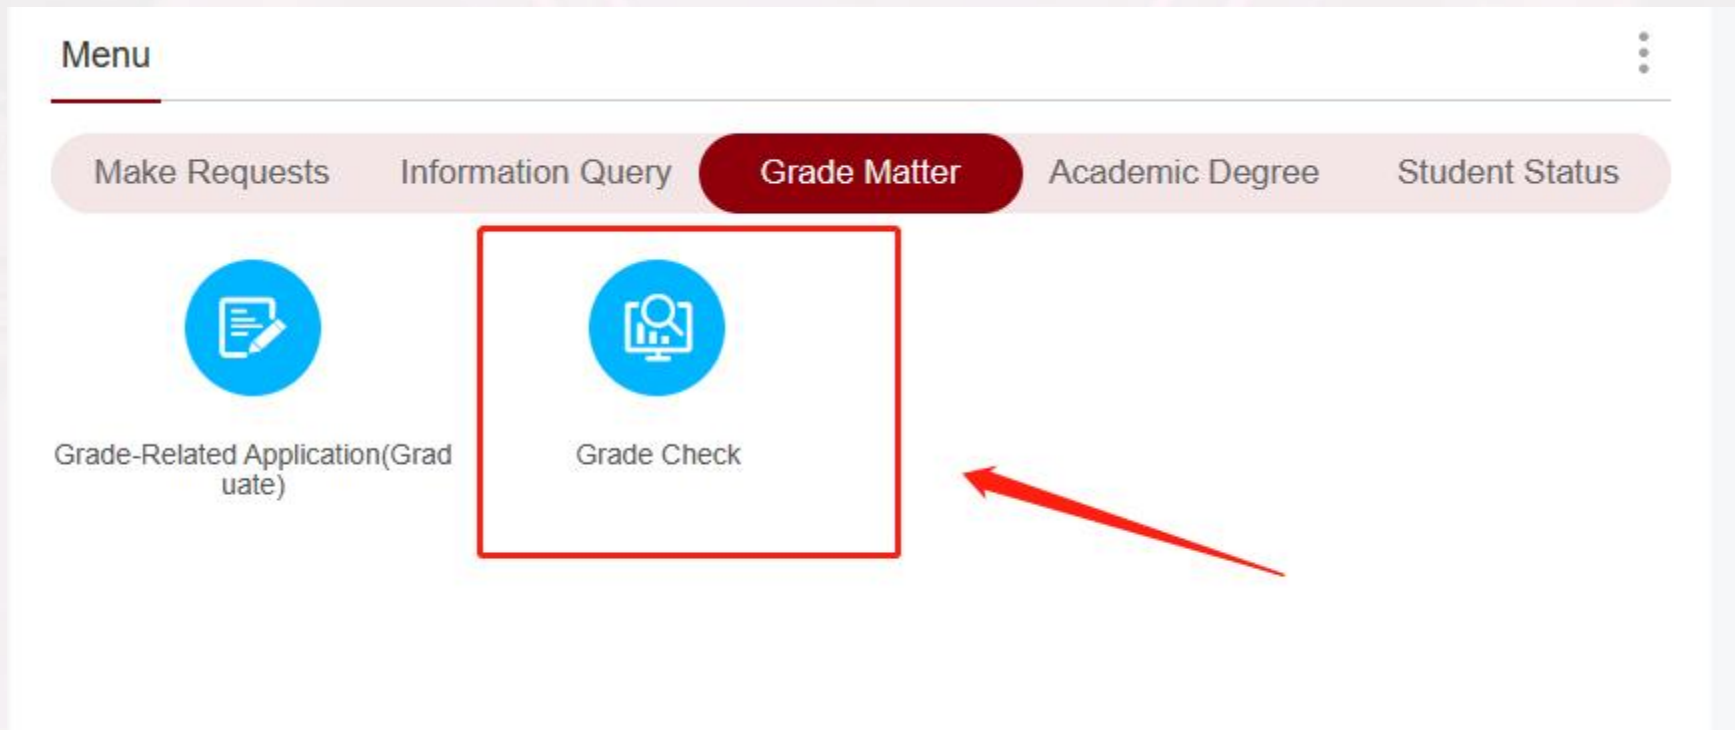 Menu
Make Requests Information Query Grade Matter Academic Degree Student Status
Grade-Related Application(Grad
uate)
Grade Check